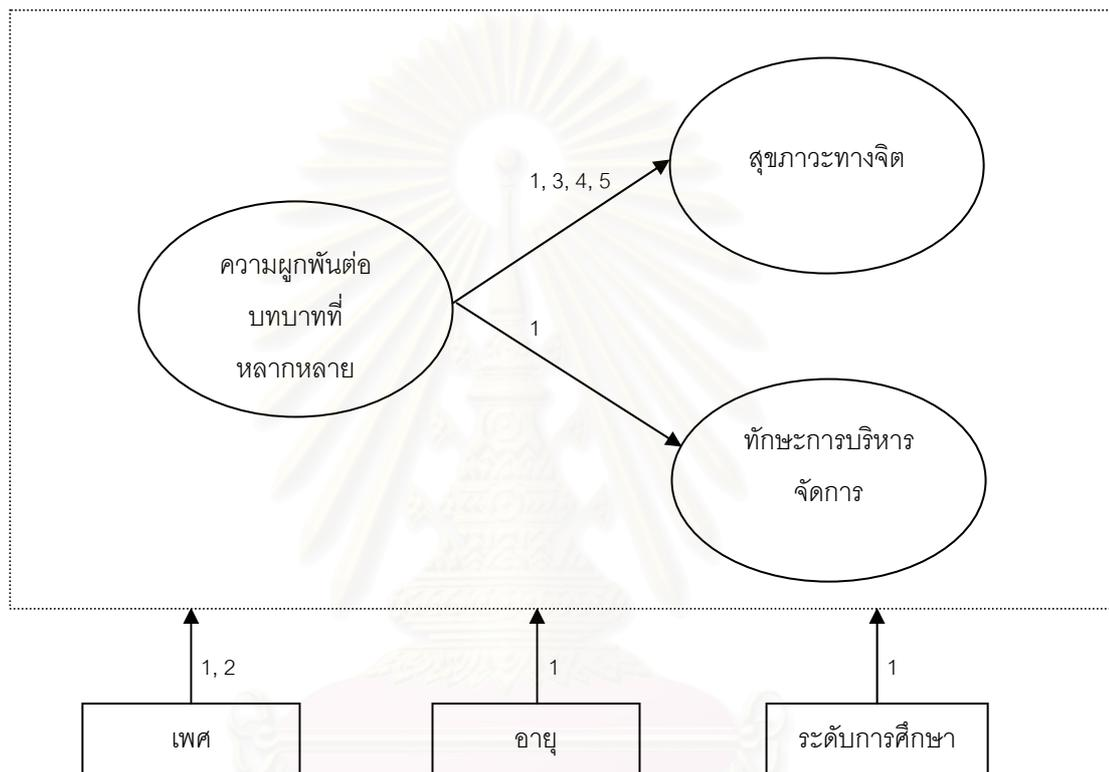 สุขภาวะทางจิต
1, 3, 4, 5
ความผูกพันต่อ
บทบาทที่
หลากหลาย
1
ทักษะการบริหาร
จัดการ
1, 2
1
1
เพศ
อายุ
ระดับการศึกษา